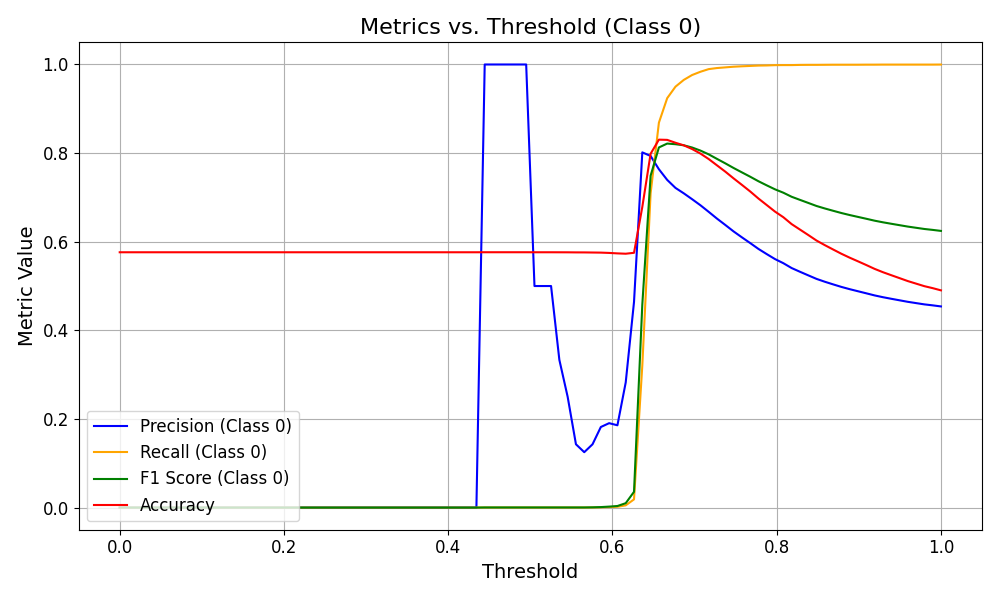 Metrics vs. Threshold (Class 0)
Metric Value
1.0
0.8
0.6
0.4
0.2
0.0
Precision (Class 0)
Recall (Class 0)
F1 Score (Class 0)
Accuracy
0.0 0.2 0.4 0.6 0.8 1.0
Threshold